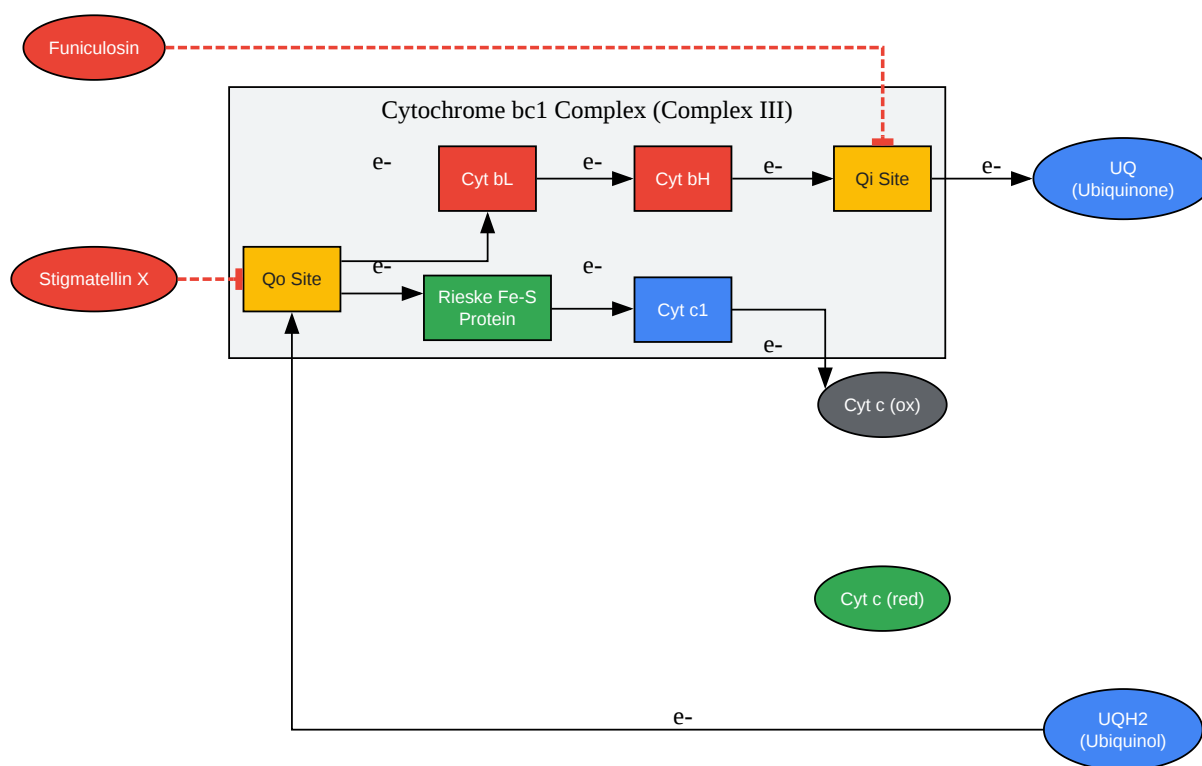 Funiculosin
Cytochrome bc1 Complex (Complex III)
e-
Cyt bL
e-
Cyt bH
e-
Qi Site
e-
UQ
(Ubiquinone)
Stigmatellin X
Qo Site
e-
Rieske Fe-S
Protein
e-
Cyt c1
e-
Cyt c (ox)
Cyt c (red)
e-
UQH2
(Ubiquinol)